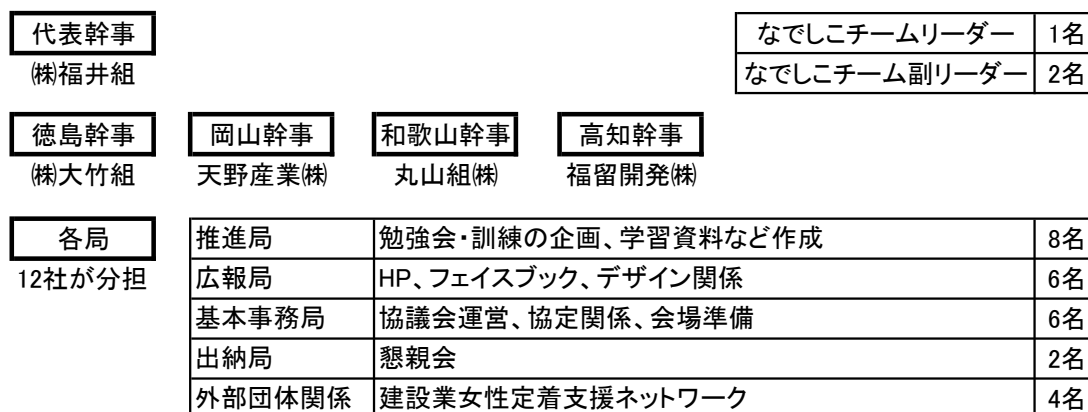 代表幹事
㈱福井組
なでしこチームリーダー 1名
なでしこチーム副リーダー 2名
徳島幹事 岡山幹事 和歌山幹事 高知幹事
㈱大竹組 天野産業㈱ 丸山組㈱ 福留開発㈱
各局
12社が分担
推進局 勉強会・訓練の企画、学習資料など作成 8名
広報局 HP、フェイスブック、デザイン関係 6名
基本事務局 協議会運営、協定関係、会場準備 6名
出納局 懇親会 2名
外部団体関係 建設業女性定着支援ネットワーク 4名